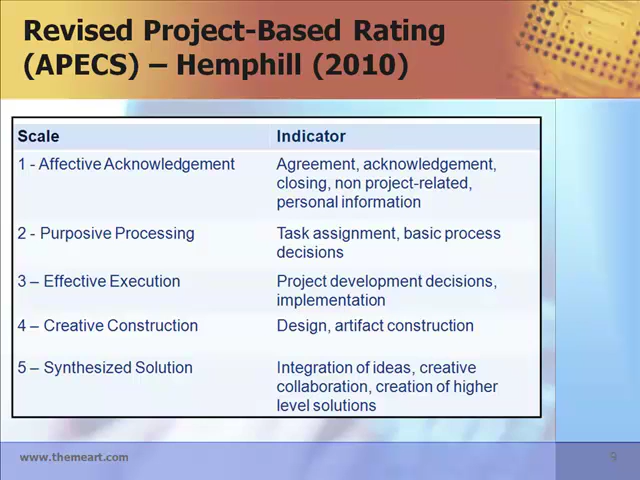 Revised Project-Based Rating
(APECS) – Hemphill (2010)
Scale Indicator
1 - Affective Acknowledgement Agreement, acknowledgement,
closing, non project-related,
personal information
2 - Purposive Processing Task assignment, basic process
decisions
3 – Effective Execution Project development decisions,
implementation
4 – Creative Construction Design, artifact construction
5 – Synthesized Solution Integration of ideas, creative
collaboration, creation of higher
level solutions
www.themeart.com 9